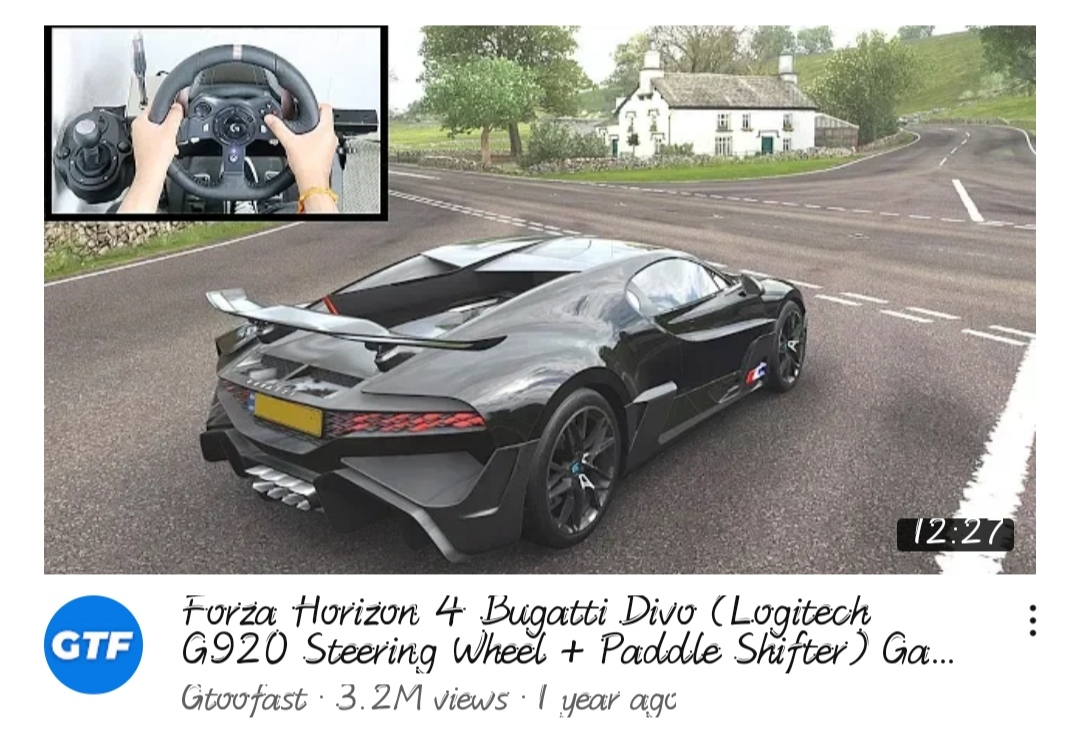 12:27
GTF
Forza Horizon 4 Bugatti Divo (Logitech
G920 Steering Wheel + Paddle Shifter) Ga...
Gtoofast · 3.2M views · 1 year ago